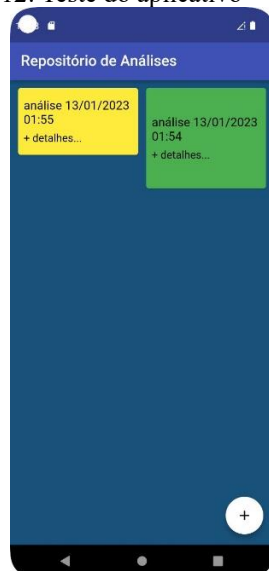 12. Teste do aplicativo
Repositório de Análises
análise 13/01/2023
01:55
+ detalhes...
análise 13/01/2023
01:54
+ detalhes...
+